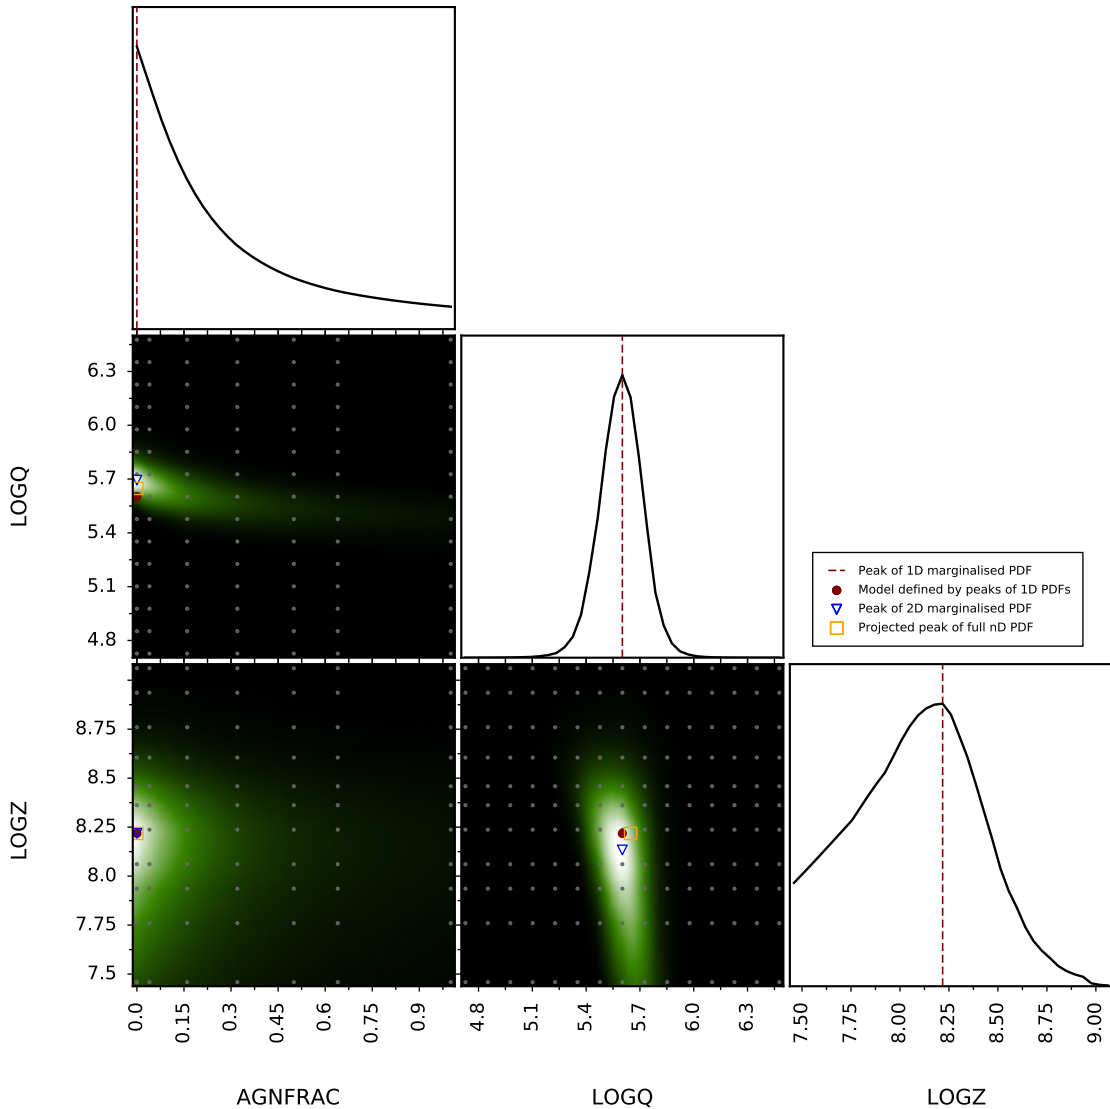 LOGQ
6.3
6.0
5.7
5.4
5.1
4.8
Peak of 1D marginalised PDF
Model defined by peaks of 1D PDFs
Peak of 2D marginalised PDF
Projected peak of full nD PDF
LOGZ
8.75
8.5
8.25
8.0
7.75
7.5
0.0 0.15 0.3 0.45 0.6 0.75 0.9
4.8 5.1 5.4 5.7 6.0 6.3
7.50 7.75 8.00 8.25 8.50 8.75 9.00
AGNFRAC LOGQ LOGZ